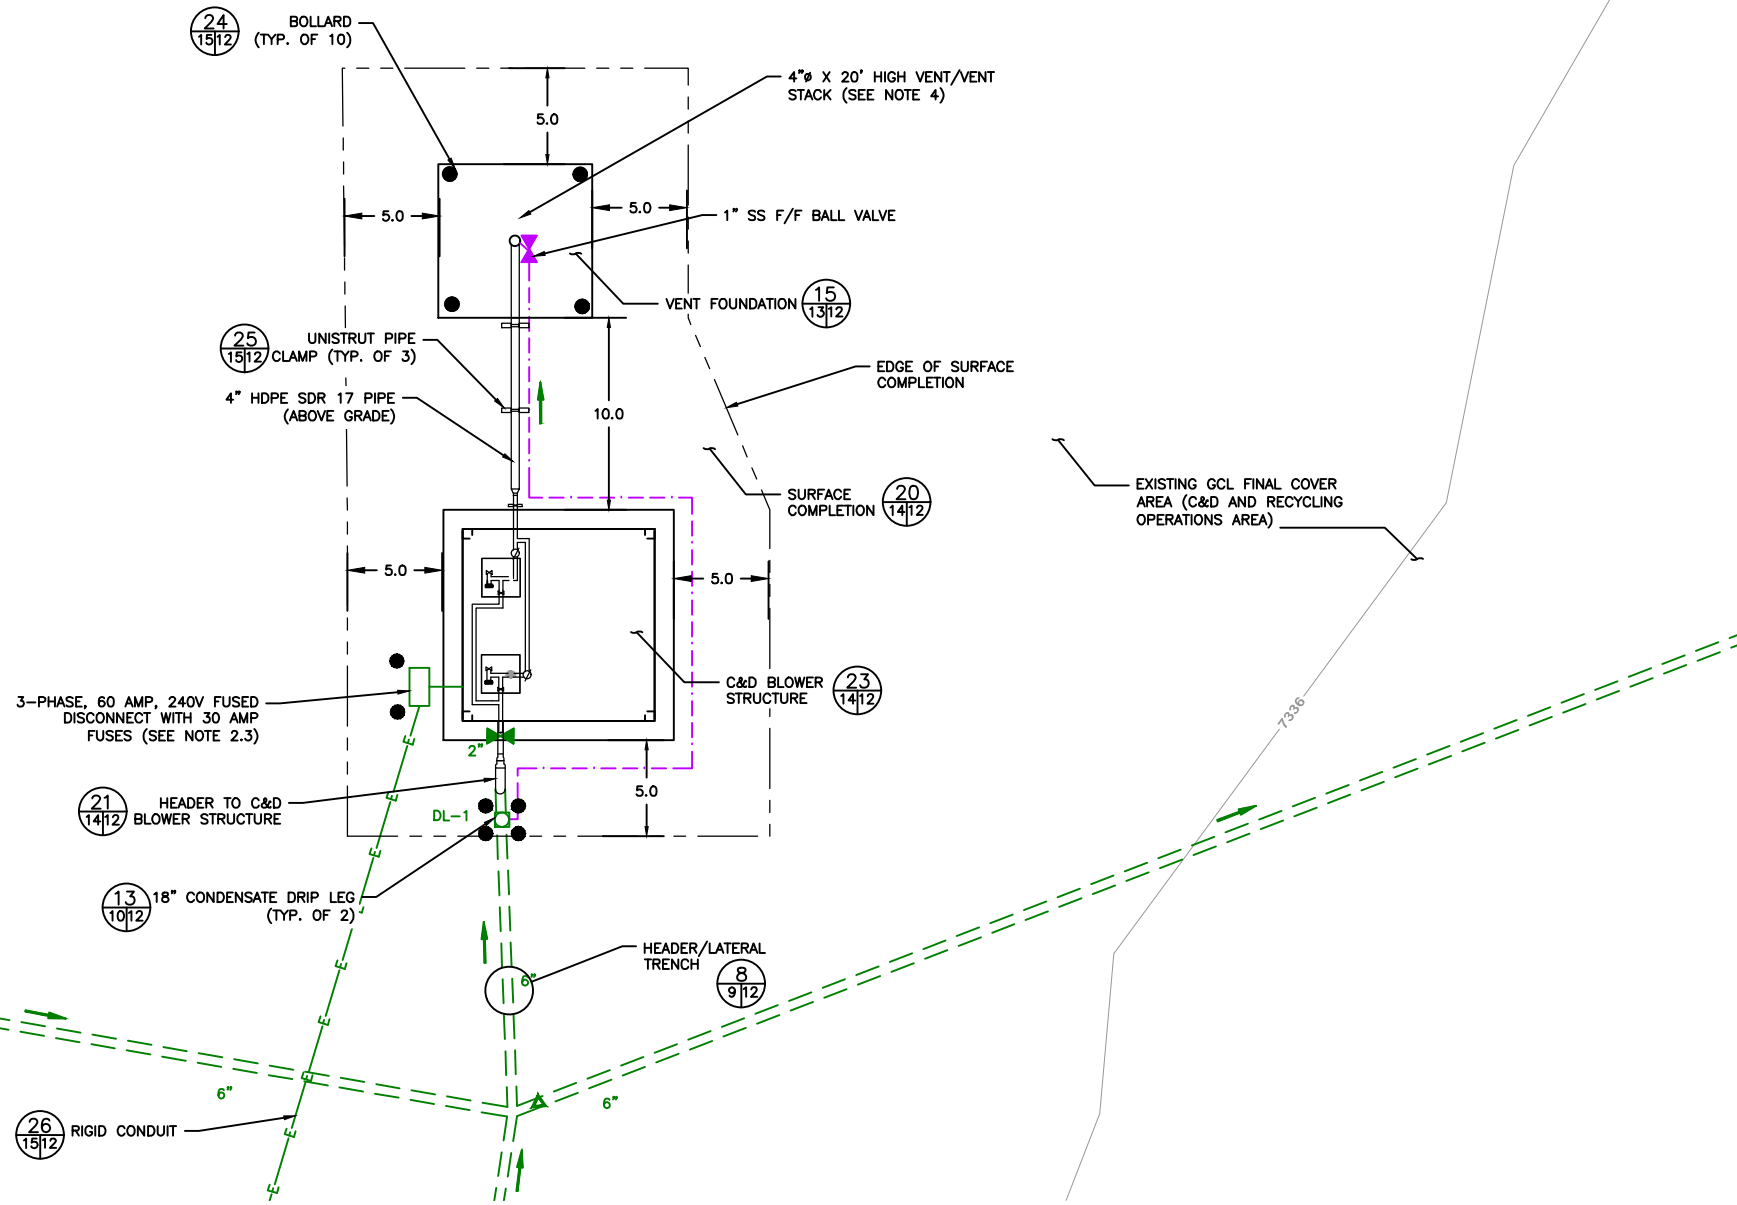 24
15|12
BOLLARD
(TYP. OF 10)
4"ø X 20' HIGH VENT/VENT
STACK (SEE NOTE 4)
5.0
5.0
5.0
1" SS F/F BALL VALVE
VENT FOUNDATION
15
13|12
25
15|12
UNISTRUT PIPE
CLAMP (TYP. OF 3)
4" HDPE SDR 17 PIPE
(ABOVE GRADE)
10.0
EDGE OF SURFACE
COMPLETION
SURFACE
COMPLETION
20
14|12
EXISTING GCL FINAL COVER
AREA (C&D AND RECYCLING
OPERATIONS AREA)
5.0
5.0
C&D BLOWER
STRUCTURE
23
14|12
7336
3-PHASE, 60 AMP, 240V FUSED
DISCONNECT WITH 30 AMP
FUSES (SEE NOTE 2.3)
2"
5.0
21
14|12
HEADER TO C&D
BLOWER STRUCTURE
DL-1
13
10|12
18" CONDENSATE DRIP LEG
(TYP. OF 2)
HEADER/LATERAL
TRENCH
8
9|12
6"
6"
6"
26
15|12
RIGID CONDUIT
E
E
E
E
E
E
E
E